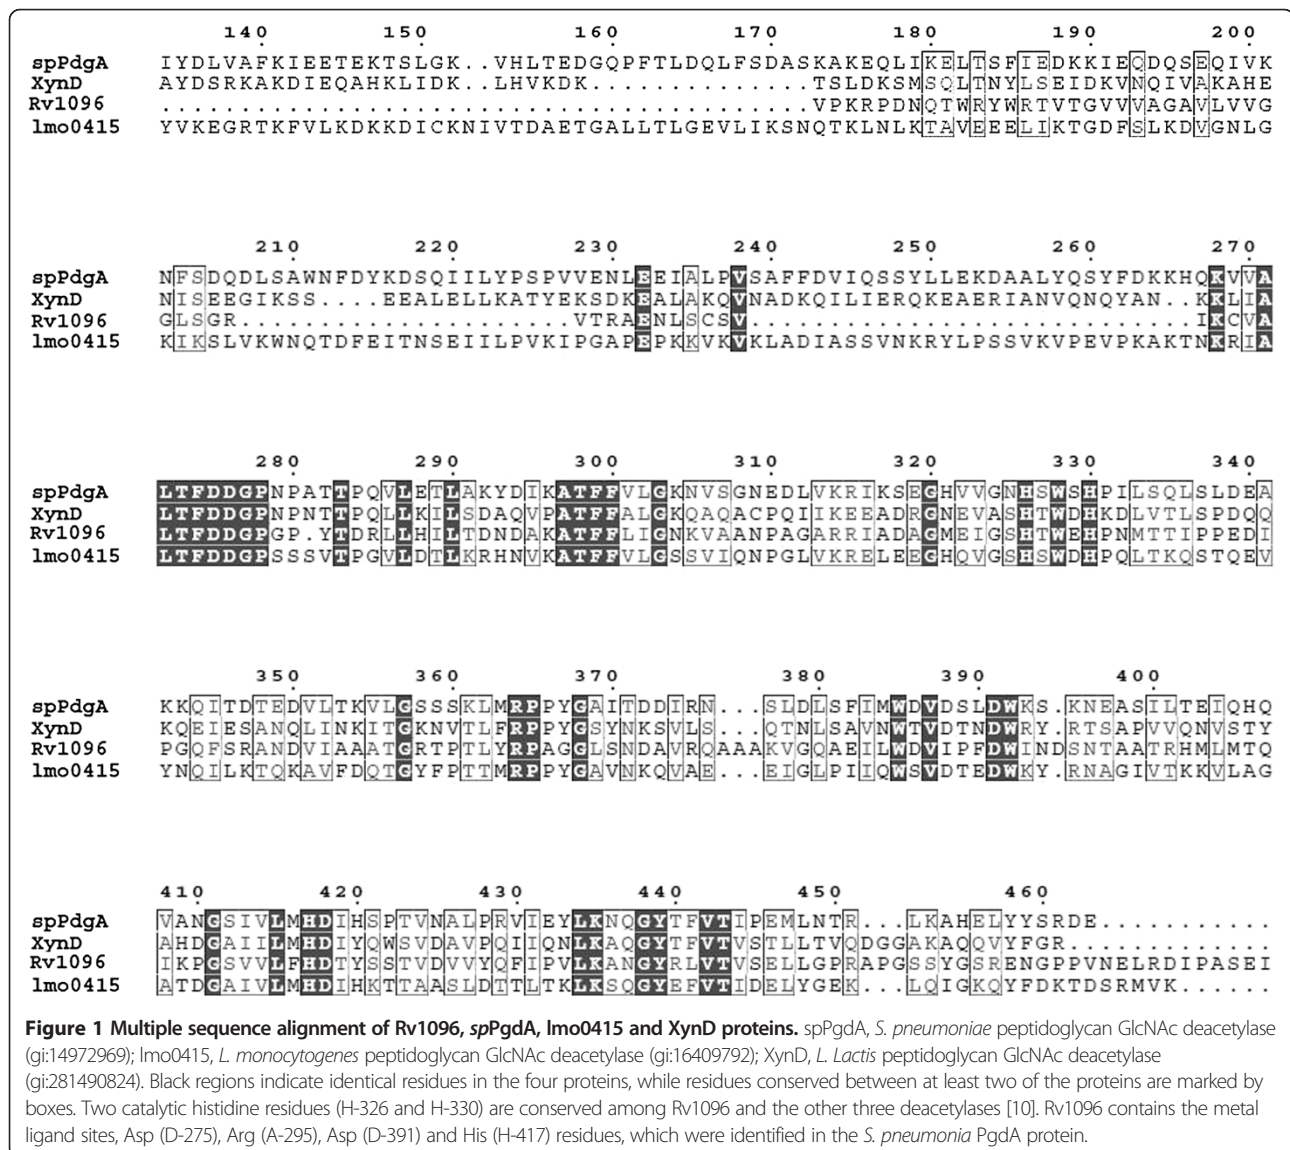 140 150 160 170 180 190 200
spPdgA IYDLVAFKIEETEKTSLGK..VHLTEDGQPFTLDQLFSDASKAKEQLIKELTSFIEDKKIEQDQSEQIVK
XynD AYDSRKAKDIEQAHKLIDK..LHVKDK..............TSLDKSMSQLTNYLSEIDKVNQIVAKAHE
Rv1096 .........................................VPKRPDNQTWRYWRTVTGVVVAGAVLVVG
lmo0415 YVKEGRTKFVLKDKKDICKNIVTDAETGALLTLGEVLIKSNQTKLNLKTAVEEELIKTGDFSLKDVGNLG
210 220 230 240 250 260 270
spPdgA NFSDQDLSAWNFDYKDSQIILYPSPVVENLEEIALPVSAFFDVIQSSYLLEKDAALYQSYFDKKHQKVVA
XynD NISEEGIKSS....EEALELLKATYEKSDKEALAKQVNADKQILIERQKEAERIANVQNQYAN..KKLIA
Rv1096 GLSGR.....................VTRAENLSCSV............................IKCVA
lmo0415 KIKSLVKWNQTDFEITNSEIILPVKIPGAPEPKKVKVKLADIASSVNKRYLPSSVKVPEVPKAKTNKRIA
280 290 300 310 320 330 340
spPdgA LTFDDGPNPATTPQVLETLAKYDIKATFFVLGKNVSGNEDLVKRIKSEGHVVGNHSWSHPILSQLSLDEA
XynD LTFDDGPNPNTTPQLLKILSDAQVPATFFALGKQAQACPQIIKEEADRGNEVASHTWDHKDLVTLSPDQQ
Rv1096 LTFDDGPGP.YTDRLLHILTDNDAKATFFLIGNKVAANPAGARRIADAGMEIGSHTWEHPNMTTIPPEDI
lmo0415 LTFDDGPSSSVTPGVLDTLKRHNVKATFFVLGSSVIQNPGLVKRELEEGHQVGSHSWDHPQLTKQSTQEV
350 360 370 380 390 400
spPdgA KKQITDTEDVLTKVLGSSSKLMRPPYGAITDDIRN...SLDLSFIMWDVDSLDWKS.KNEASILTEIQHQ
XynD KQEIESANQLINKITGKNVTLFRPPYGSYNKSVLS...QTNLSAVNWTVDTNDWRY.RTSAPVVQNVSTY
Rv1096 PGQFSRANDVIAAATGRTPTLYRPAGGLSNDAVRQAAAKVGQAEILWDVIPFDWINDSNTAATRHMLMTQ
lmo0415 YNQILKTQKAVFDQTGYFPTTMRPPYGAVNKQVAE...EIGLPIIQWSVDTEDWKY.RNAGIVTKKVLAG
410 420 430 440 450 460
spPdgA VANGSIVLMHDIHSPTVNALPRVIEYLKNQGYTFVTIPEMLNTR...LKAHELYYSRDE...........
XynD AHDGAIILMHDIYQWSVDAVPQIIQNLKAQGYTFVTVSTLLTVQDGGAKAQQVYFGR.............
Rv1096 IKPGSVVLFHDTYSSTVDVVYQFIPVLKANGYRLVTVSELLGPRAPGSSYGSRENGPPVNELRDIPASEI
lmo0415 ATDGAIVLMHDIHKTTAASLDTTLTKLKSQGYEFVTIDELYGEK...LQIGKQYFDKTDSRMVK......
Figure 1 Multiple sequence alignment of Rv1096, spPgdA, lmo0415 and XynD proteins. spPgdA, S. pneumoniae peptidoglycan GlcNAc deacetylase
(gi:14972969); lmo0415, L. monocytogenes peptidoglycan GlcNAc deacetylase (gi:16409792); XynD, L. Lactis peptidoglycan GlcNAc deacetylase
(gi:281490824). Black regions indicate identical residues in the four proteins, while residues conserved between at least two of the proteins are marked by
boxes. Two catalytic histidine residues (H-326 and H-330) are conserved among Rv1096 and the other three deacetylases [10]. Rv1096 contains the metal
ligand sites, Asp (D-275), Arg (A-295), Asp (D-391) and His (H-417) residues, which were identified in the S. pneumonia PgdA protein.